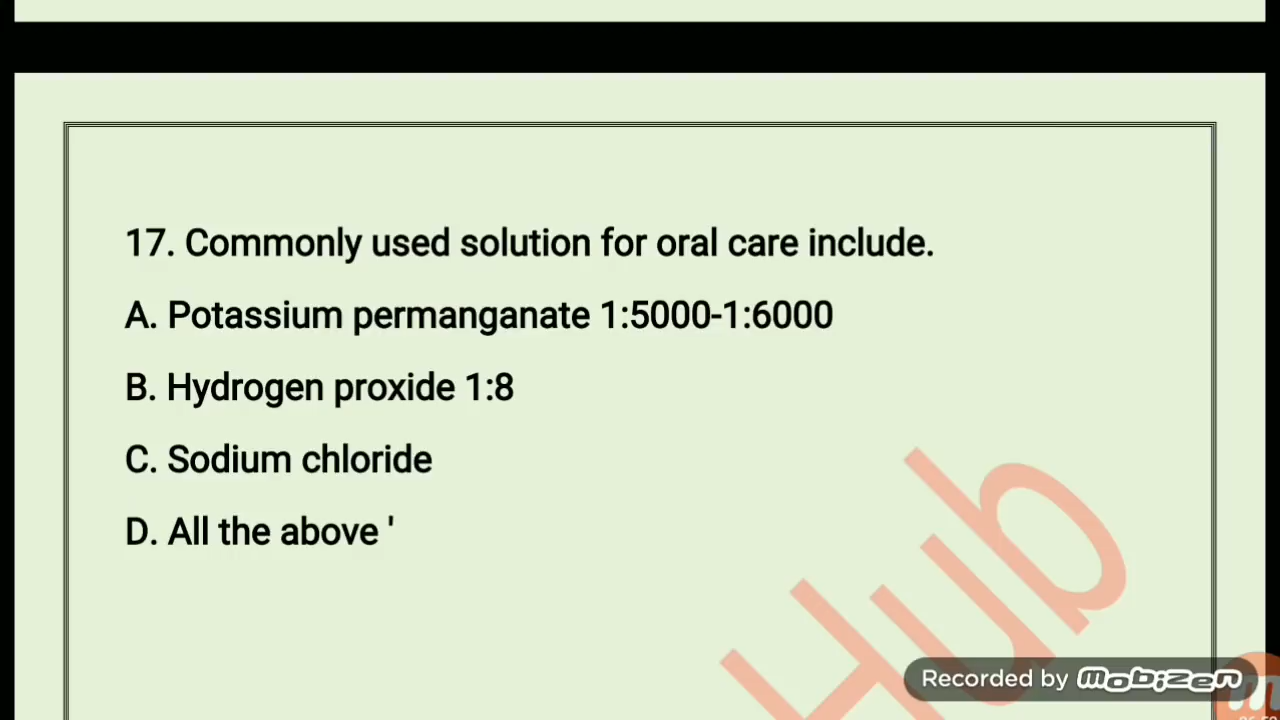 17. Commonly used solution for oral care include.
A. Potassium permanganate 1:5000-1:6000
B. Hydrogen proxide 1:8
C. Sodium chloride
D. All the above '
Hub
Recorded by mobizen